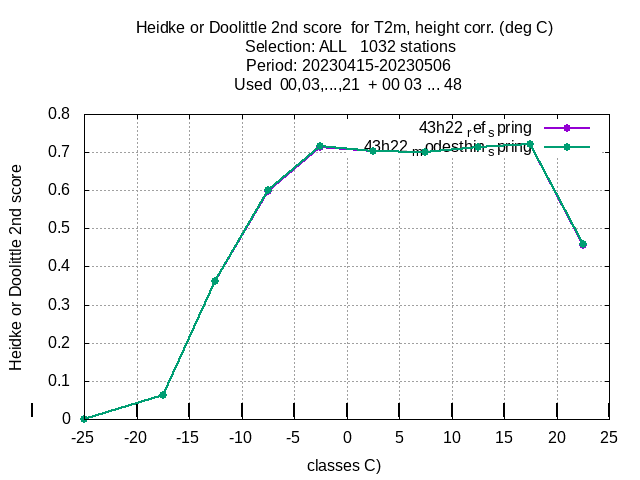 Heidke or Doolittle 2nd score  for T2m, height corr. (deg C)
Selection: ALL   1032 stations
Period: 20230415-20230506
Used  00,03,...,21  + 00 03 ... 48
43h22_ref_spring
43h22_modesthin_spring
Heidke or Doolittle 2nd score
0.8
0.7
0.6
0.5
0.4
0.3
0.2
0.1
0
-25 -20 -15 -10 -5 0 5 10 15 20 25
classes C)